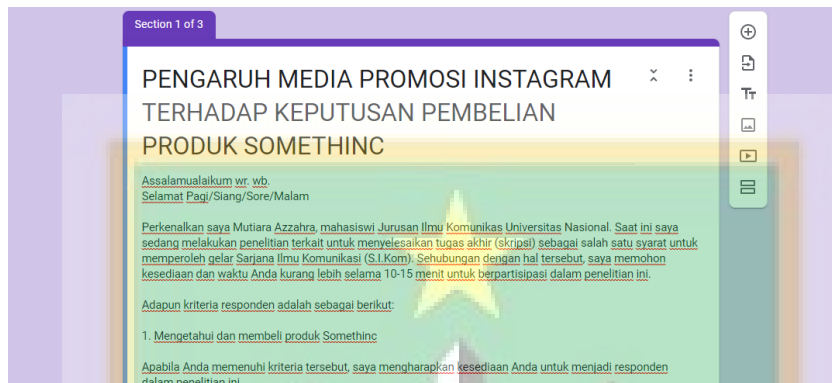 Section 1 of 3
PENGARUH MEDIA PROMOSI INSTAGRAM
TERHADAP KEPUTUSAN PEMBELIAN
PRODUK SOMETHINC
Assalamualaikum wr. wb.
Selamat Pagi/Siang/Sore/Malam
Perkenalkan saya Mutiara Azzahra, mahasiswi Jurusan Ilmu Komunikas Universitas Nasional. Saat ini saya
sedang melakukan penelitian terkait untuk menyelesaikan tugas akhir (skripsi) sebagai salah satu syarat untuk
memperoleh gelar Sarjana Ilmu Komunikasi (S.I.Kom). Sehubungan dengan hal tersebut, saya memohon
kesediaan dan waktu Anda kurang lebih selama 10-15 menit untuk berpartisipasi dalam penelitian ini.
Adapun kriteria responden adalah sebagai berikut:
1. Mengetahui dan membeli produk Somethinc
Apabila Anda memenuhi kriteria tersebut, saya mengharapkan kesediaan Anda untuk menjadi responden
dalam penelitian ini
Tт